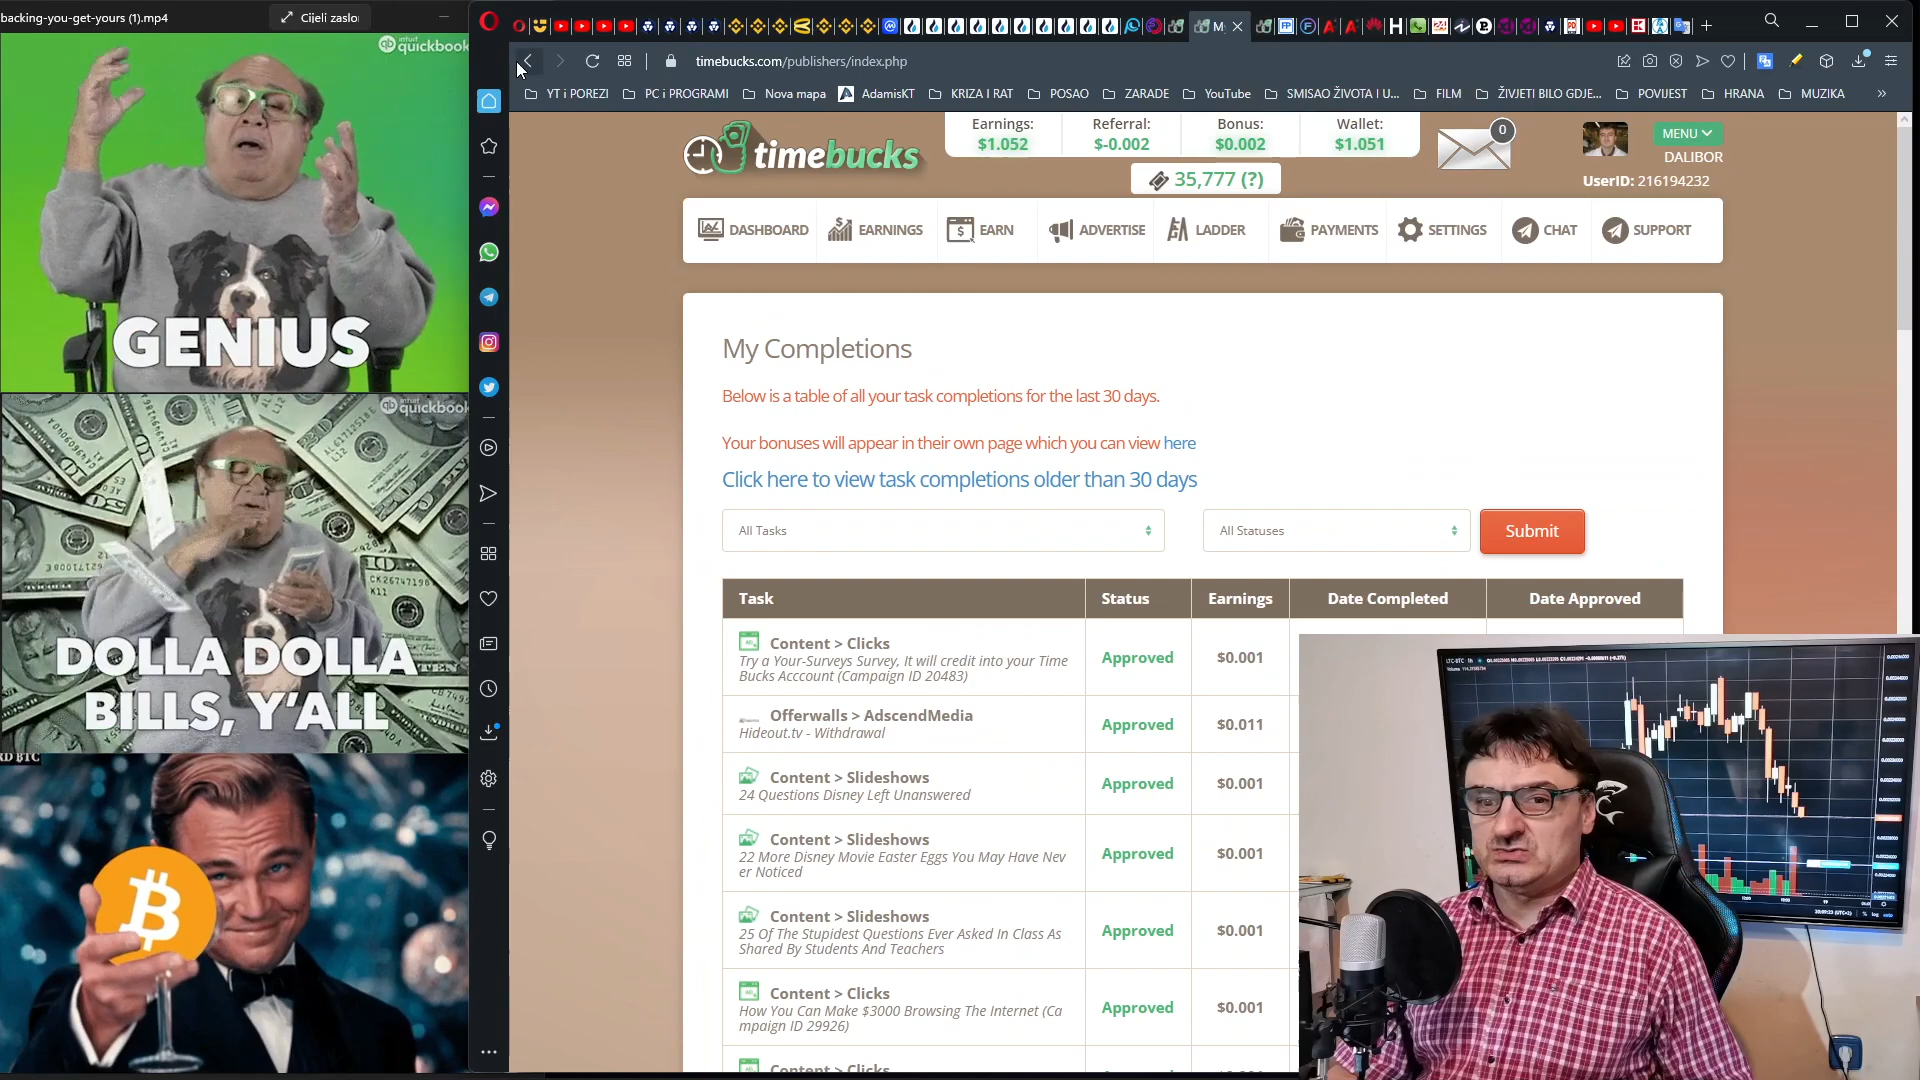 backing-you-get-yours (1).mp4
Cijeli zaslo
intuit
quickbook
GENIUS
intuit
quickbook
DOLLA DOLLA
BILLS, Y'ALL
RD BTC
timebucks.com/publishers/index.php
YT i POREZI
PC i PROGRAMI
Nova mapa
AdamisKT
KRIZA I RAT
POSAO
ZARADE
YouTube
SMISAO ŽIVOTA I U...
FILM
ŽIVJETI BILO GDJE...
POVIJEST
HRANA
MUZIKA
»
timebucks
Earnings:
$1.052
Referral:
$-0.002
Bonus:
$0.002
Wallet:
$1.051
35,777 (?)
0
MENU
DALIBOR
UserID: 216194232
DASHBOARD
EARNINGS
EARN
ADVERTISE
LADDER
PAYMENTS
SETTINGS
CHAT
SUPPORT
My Completions
Below is a table of all your task completions for the last 30 days.
Your bonuses will appear in their own page which you can view here
Click here to view task completions older than 30 days
All Tasks
All Statuses
Submit
Task
Status
Earnings
Date Completed
Date Approved
Content > Clicks
Try a Your-Surveys Survey, It will credit into your Time
Bucks Acccount (Campaign ID 20483)
Approved
$0.001
Offerwalls > AdscendMedia
Hideout.tv - Withdrawal
Approved
$0.011
Content > Slideshows
24 Questions Disney Left Unanswered
Approved
$0.001
Content > Slideshows
22 More Disney Movie Easter Eggs You May Have Nev
er Noticed
Approved
$0.001
Content > Slideshows
25 Of The Stupidest Questions Ever Asked In Class As
Shared By Students And Teachers
Approved
$0.001
Content > Clicks
How You Can Make $3000 Browsing The Internet (Ca
mpaign ID 29926)
Approved
$0.001
Content > Clicks